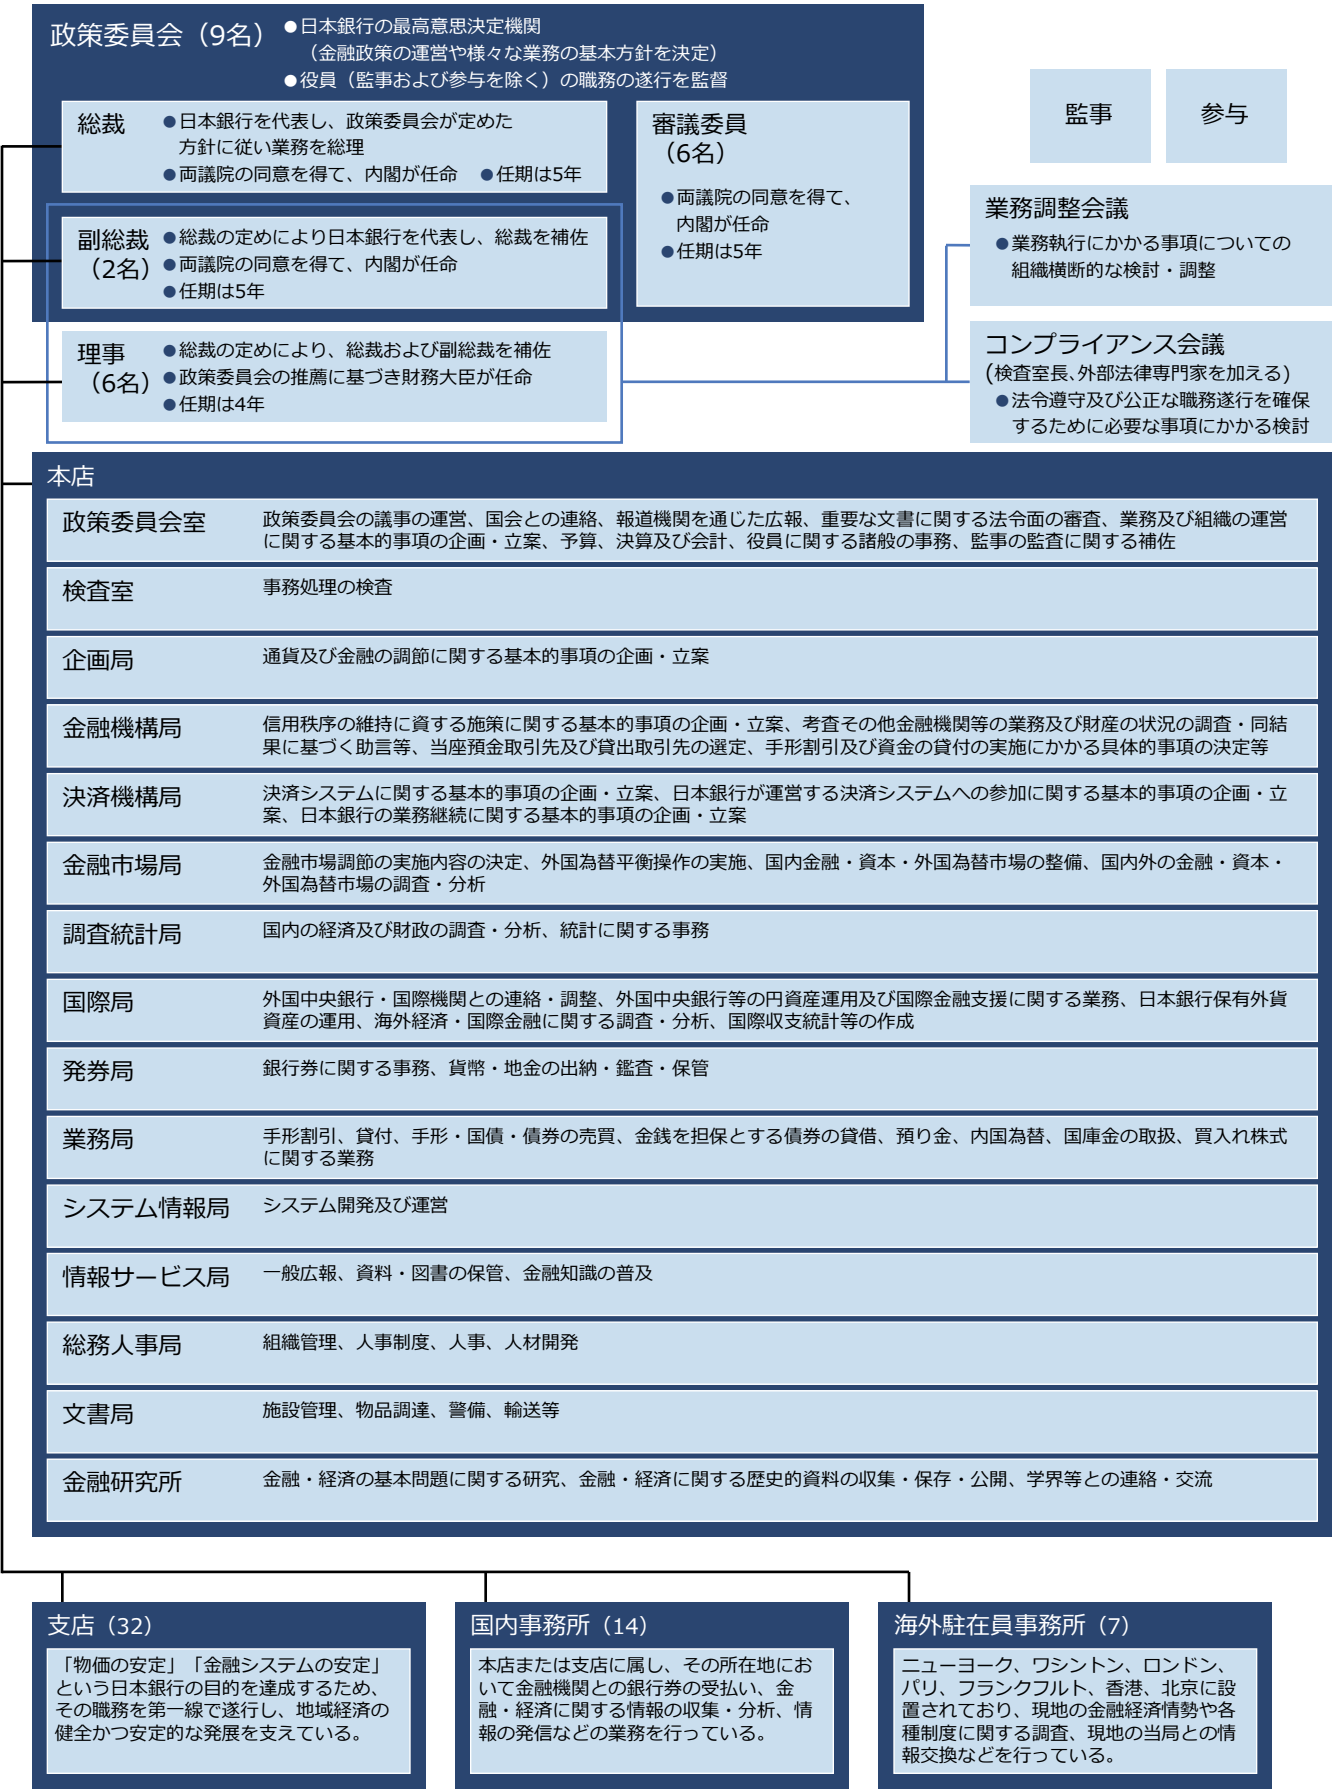 政策委員会（9名）
●日本銀行の最高意思決定機関
（金融政策の運営や様々な業務の基本方針を決定）
●役員（監事および参与を除く）の職務の遂行を監督
総裁
●日本銀行を代表し、政策委員会が定めた
方針に従い業務を総理
●両議院の同意を得て、内閣が任命 ●任期は5年
副総裁
（2名）
●総裁の定めにより日本銀行を代表し、総裁を補佐
●両議院の同意を得て、内閣が任命
●任期は5年
審議委員
（6名）
●両議院の同意を得て、
内閣が任命
●任期は5年
理事
（6名）
●総裁の定めにより、総裁および副総裁を補佐
●政策委員会の推薦に基づき財務大臣が任命
●任期は4年
監事
参与
業務調整会議
●業務執行にかかる事項についての
組織横断的な検討・調整
コンプライアンス会議
(検査室長、外部法律専門家を加える)
●法令遵守及び公正な職務遂行を確保
するために必要な事項にかかる検討
本店
政策委員会室
政策委員会の議事の運営、国会との連絡、報道機関を通じた広報、重要な文書に関する法令面の審査、業務及び組織の運営
に関する基本的事項の企画・立案、予算、決算及び会計、役員に関する諸般の事務、監事の監査に関する補佐
検査室
事務処理の検査
企画局
通貨及び金融の調節に関する基本的事項の企画・立案
金融機構局
信用秩序の維持に資する施策に関する基本的事項の企画・立案、考査その他金融機関等の業務及び財産の状況の調査・同結
果に基づく助言等、当座預金取引先及び貸出取引先の選定、手形割引及び資金の貸付の実施にかかる具体的事項の決定等
決済機構局
決済システムに関する基本的事項の企画・立案、日本銀行が運営する決済システムへの参加に関する基本的事項の企画・立
案、日本銀行の業務継続に関する基本的事項の企画・立案
金融市場局
金融市場調節の実施内容の決定、外国為替平衡操作の実施、国内金融・資本・外国為替市場の整備、国内外の金融・資本・
外国為替市場の調査・分析
調査統計局
国内の経済及び財政の調査・分析、統計に関する事務
国際局
外国中央銀行・国際機関との連絡・調整、外国中央銀行等の円資産運用及び国際金融支援に関する業務、日本銀行保有外貨
資産の運用、海外経済・国際金融に関する調査・分析、国際収支統計等の作成
発券局
銀行券に関する事務、貨幣・地金の出納・鑑査・保管
業務局
手形割引、貸付、手形・国債・債券の売買、金銭を担保とする債券の貸借、預り金、内国為替、国庫金の取扱、買入れ株式
に関する業務
システム情報局
システム開発及び運営
情報サービス局
一般広報、資料・図書の保管、金融知識の普及
総務人事局
組織管理、人事制度、人事、人材開発
文書局
施設管理、物品調達、警備、輸送等
金融研究所
金融・経済の基本問題に関する研究、金融・経済に関する歴史的資料の収集・保存・公開、学界等との連絡・交流
支店（32）
「物価の安定」「金融システムの安定」
という日本銀行の目的を達成するため、
その職務を第一線で遂行し、地域経済の
健全かつ安定的な発展を支えている。
国内事務所（14）
本店または支店に属し、その所在地にお
いて金融機関との銀行券の受払い、金
融・経済に関する情報の収集・分析、情
報の発信などの業務を行っている。
海外駐在員事務所（7）
ニューヨーク、ワシントン、ロンドン、
パリ、フランクフルト、香港、北京に設
置されており、現地の金融経済情勢や各
種制度に関する調査、現地の当局との情
報交換などを行っている。